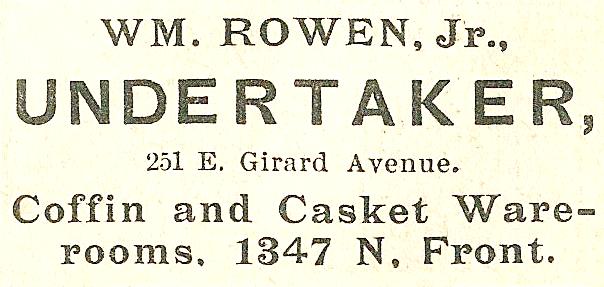 WM. ROWEN, Jr.,
UNDERTAKER,
251 E. Girard Avenue.
Coffin and Casket Ware-
rooms. 1347 N. Front.